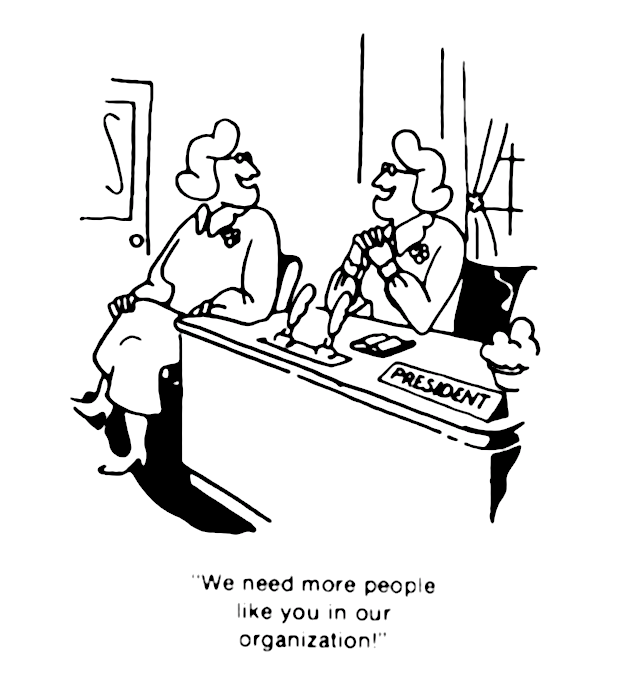 PRESIDENT
"We need more people
like you in our
organization!"